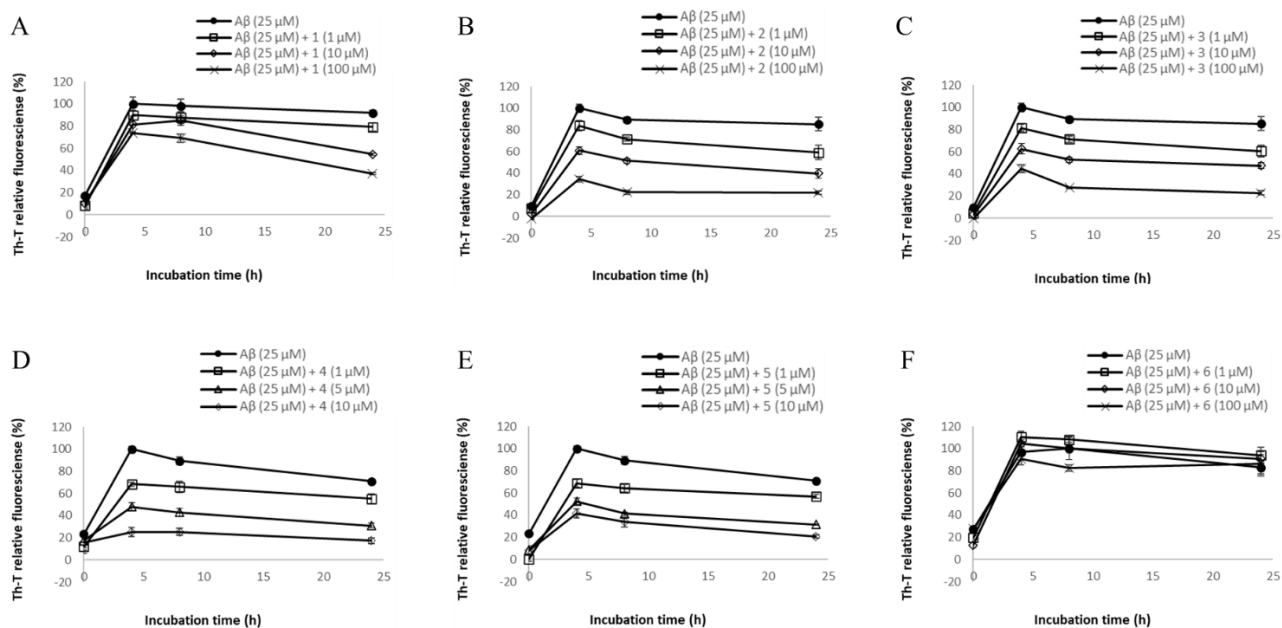 A
Aβ (25 µM)
Aβ (25 µM) + 1 (1 µM)
Aβ (25 µM) + 1 (10 µM)
Aβ (25 µM) + 1 (100 µM)
Th-T relative fluoresciense (%)
120
100
80
60
40
20
0
-20
0 5 10 15 20 25
Incubation time (h)
B
Aβ (25 µM)
Aβ (25 µM) + 2 (1 µM)
Aβ (25 µM) + 2 (10 µM)
Aβ (25 µM) + 2 (100 µM)
Th-T relative fluoresciense (%)
120
100
80
60
40
20
0
-20
0 5 10 15 20 25
Incubation time (h)
C
Aβ (25 µM)
Aβ (25 µM) + 3 (1 µM)
Aβ (25 µM) + 3 (10 µM)
Aβ (25 µM) + 3 (100 µM)
Th-T relative fluoresciense (%)
120
100
80
60
40
20
0
-20
0 5 10 15 20 25
Incubation time (h)
D
Aβ (25 µM)
Aβ (25 µM) + 4 (1 µM)
Aβ (25 µM) + 4 (5 µM)
Aβ (25 µM) + 4 (10 µM)
Th-T relative fluoresciense (%)
120
100
80
60
40
20
0
-20
0 5 10 15 20 25
Incubation time (h)
E
Aβ (25 µM)
Aβ (25 µM) + 5 (1 µM)
Aβ (25 µM) + 5 (5 µM)
Aβ (25 µM) + 5 (10 µM)
Th-T relative fluoresciense (%)
120
100
80
60
40
20
0
-20
0 5 10 15 20 25
Incubation time (h)
F
Aβ (25 µM)
Aβ (25 µM) + 6 (1 µM)
Aβ (25 µM) + 6 (10 µM)
Aβ (25 µM) + 6 (100 µM)
Th-T relative fluoresciense (%)
120
100
80
60
40
20
0
-20
0 5 10 15 20 25
Incubation time (h)